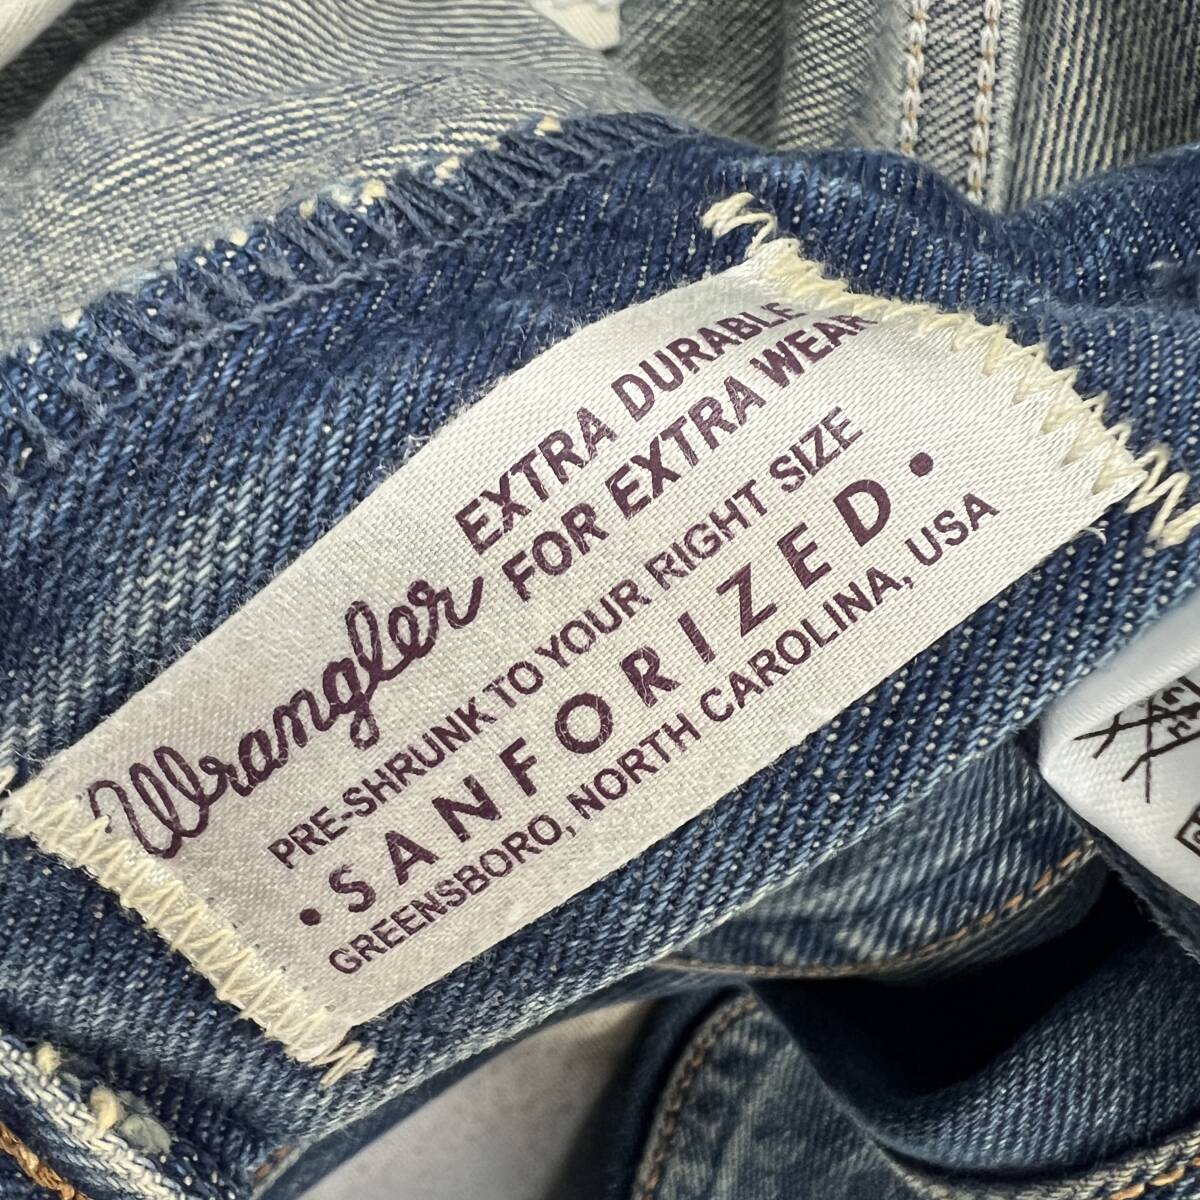 EXTRA DURABLE
Wrangler FOR EXTRA WEAR
PRE-SHRUNK TO YOUR RIGHT SIZE
• SANFORIZED •
GREENSBORO, NORTH CAROLINA, USA